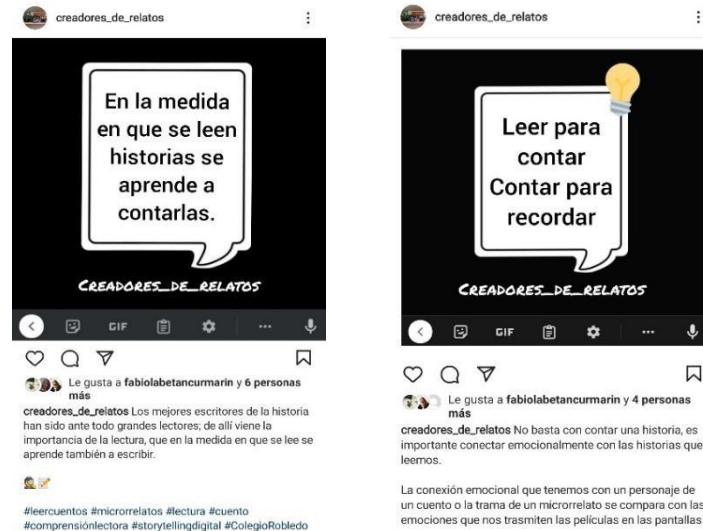 creadores_de_relatos
En la medida
en que se leen
historias se
aprende a
contarlas.
CREADORES_DE_RELATOS
GIF
Le gusta a fabiolabetancurmarin y 6 personas
más
creadores_de_relatos Los mejores escritores de la historia
han sido ante todo grandes lectores; de allí viene la
importancia de la lectura, que en la medida en que se lee se
aprende también a escribir.
#leercuentos #microrrelatos #lectura #cuento
#comprensiónlectora #storytellingdigital #ColegioRobledo
creadores_de_relatos
Leer para
contar
Contar para
recordar
CREADORES_DE_RELATOS
GIF
Le gusta a fabiolabetancurmarin y 4 personas
más
creadores_de_relatos No basta con contar una historia, es
importante conectar emocionalmente con las historias que
leemos.
La conexión emocional que tenemos con un personaje de
un cuento o la trama de un microrrelato se compara con las
emociones que nos trasmiten las películas en las pantallas